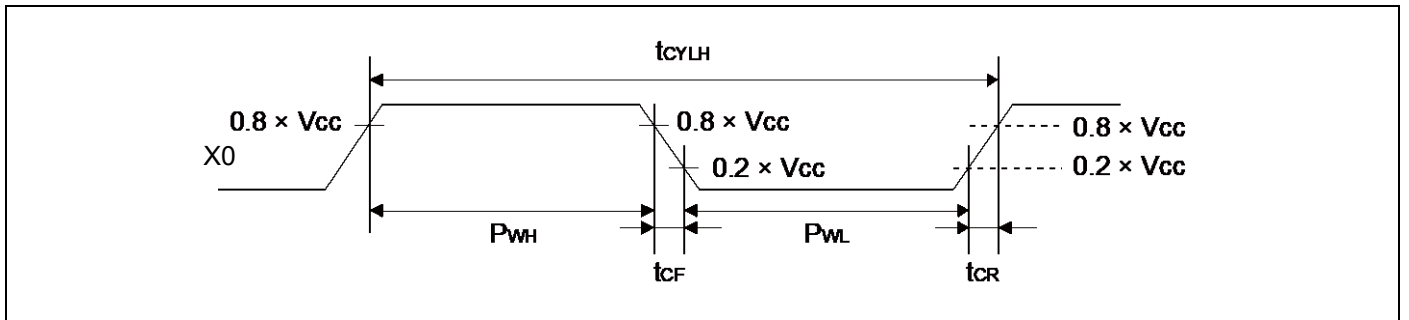 tCYLH
0.8 × Vcc
0.8 × Vcc
0.8 × Vcc
X0
0.2 × Vcc
0.2 × Vcc
PWH
PWL
tCF
tCR